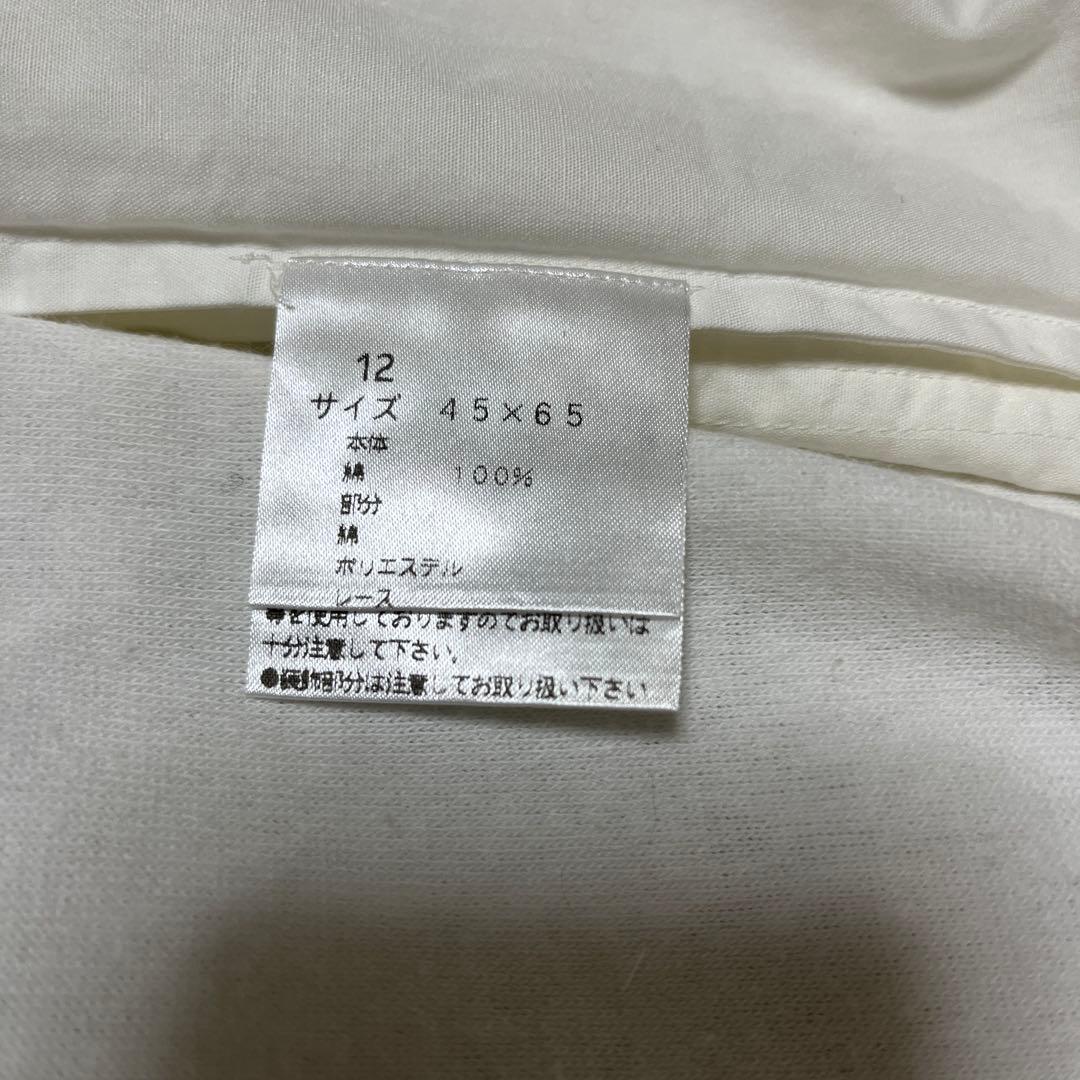 12
サイズ 45×65
本体
綿 100%
部分
綿
ポリエステル
レース
等を使用しておりますのでお取り扱いは
十分注意して下さい。
部分は注意してお取り扱い下さい